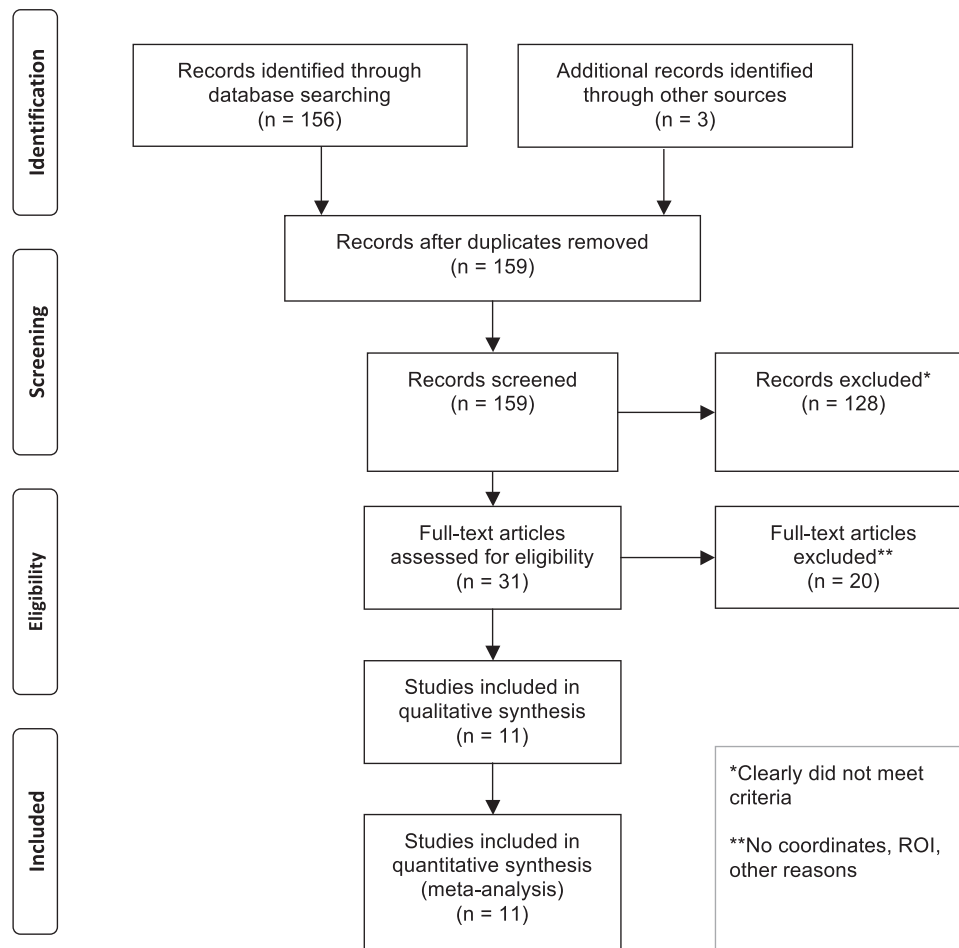 Identification
Records identified through
database searching
(n = 156)
Additional records identified
through other sources
(n = 3)
Records after duplicates removed
(n = 159)
Screening
Records screened
(n = 159)
Records excluded*
(n = 128)
Eligibility
Full-text articles
assessed for eligibility
(n = 31)
Full-text articles
excluded**
(n = 20)
Studies included in
qualitative synthesis
(n = 11)
Included
Studies included in
quantitative synthesis
(meta-analysis)
(n = 11)
*Clearly did not meet
criteria
**No coordinates, ROI,
other reasons